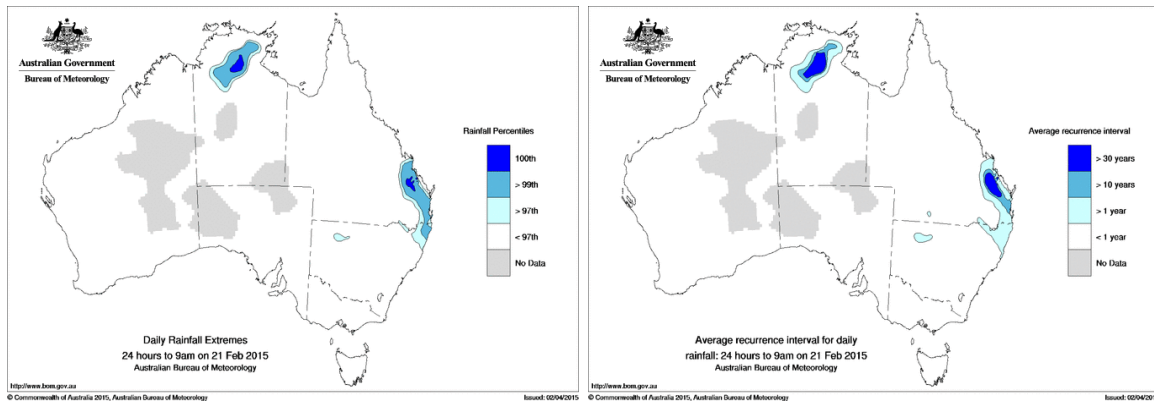 Australian Government
Bureau of Meteorology
Rainfall Percentiles
100th
> 99th
> 97th
< 97th
No Data
Daily Rainfall Extremes
24 hours to 9am on 21 Feb 2015
Australian Bureau of Meteorology
http://www.bom.gov.au
© Commonwealth of Australia 2015, Australian Bureau of Meteorology
Issued: 02/04/2015
Australian Government
Bureau of Meteorology
Average recurrence interval
> 30 years
> 10 years
> 1 year
< 1 year
No Data
Average recurrence interval for daily
rainfall: 24 hours to 9am on 21 Feb 2015
Australian Bureau of Meteorology
http://www.bom.gov.au
© Commonwealth of Australia 2015, Australian Bureau of Meteorology
Issued: 02/04/201